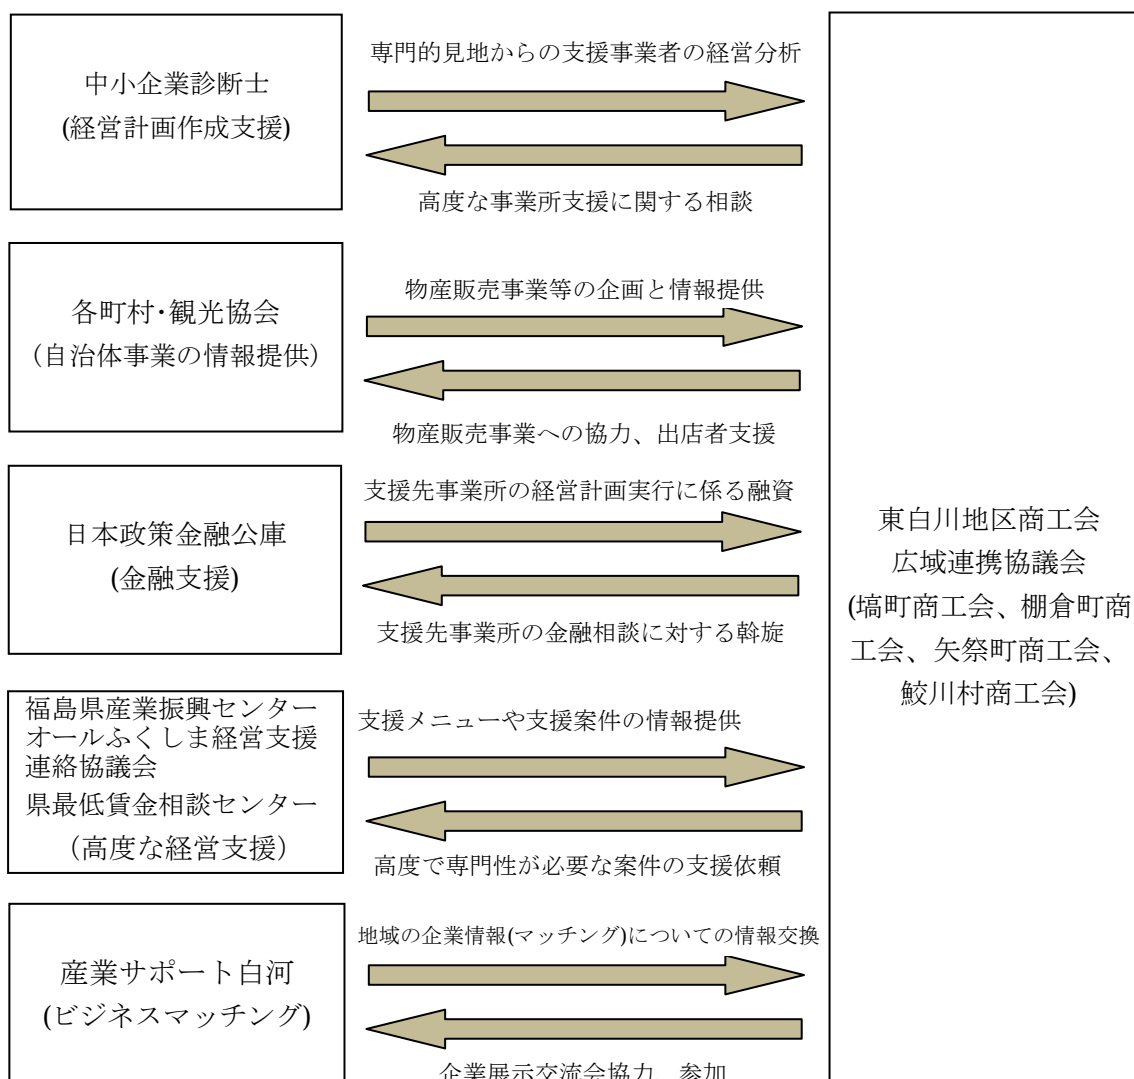 中小企業診断士
(経営計画作成支援)
専門的見地からの支援事業者の経営分析
高度な事業所支援に関する相談
各町村・観光協会
（自治体事業の情報提供）
物産販売事業等の企画と情報提供
物産販売事業への協力、出店者支援
日本政策金融公庫
(金融支援)
支援先事業所の経営計画実行に係る融資
支援先事業所の金融相談に対する斡旋
福島県産業振興センター
オールふくしま経営支援
連絡協議会
県最低賃金相談センター
（高度な経営支援）
支援メニューや支援案件の情報提供
高度で専門性が必要な案件の支援依頼
産業サポート白河
(ビジネスマッチング)
地域の企業情報(マッチング)についての情報交換
企業展示交流会協力、参加
東白川地区商工会
広域連携協議会
(塙町商工会、棚倉町商
工会、矢祭町商工会、
鮫川村商工会)